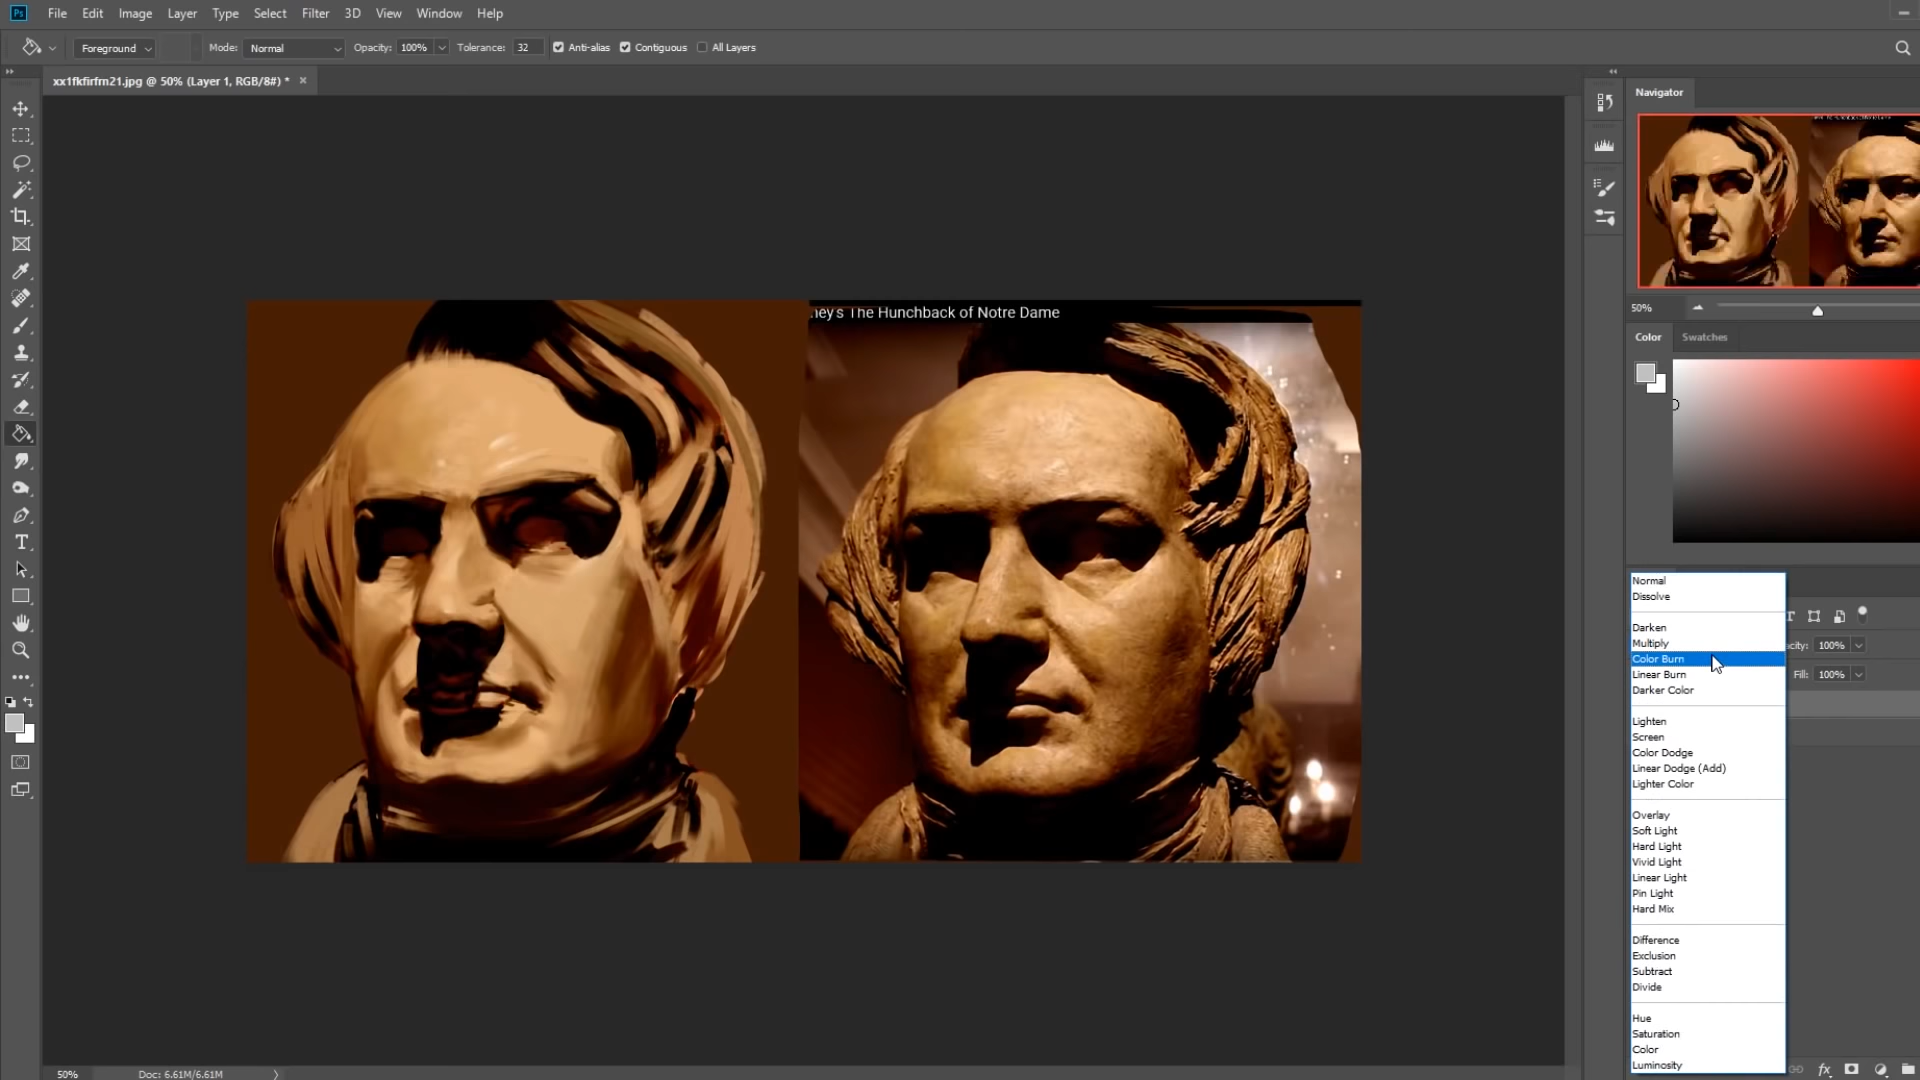 Ps File Edit Image Layer Type Select Filter 3D View Window Help
Foreground Mode: Normal Opacity: 100% Tolerance: 32 Anti-alias Contiguous All Layers
xx1fkfirfm21.jpg @ 50% (Layer 1, RGB/8#) * ×
Navigator
50%
Color Swatches
ney's The Hunchback of Notre Dame
Normal
Dissolve
Darken
Multiply
acity: 100%
Color Burn
Linear Burn
Fill: 100%
Darker Color
Lighten
Screen
Color Dodge
Linear Dodge (Add)
Lighter Color
Overlay
Soft Light
Hard Light
Vivid Light
Linear Light
Pin Light
Hard Mix
Difference
Exclusion
Subtract
Divide
Hue
Saturation
Color
Luminosity
50% Doc: 6.61M/6.61M
fx